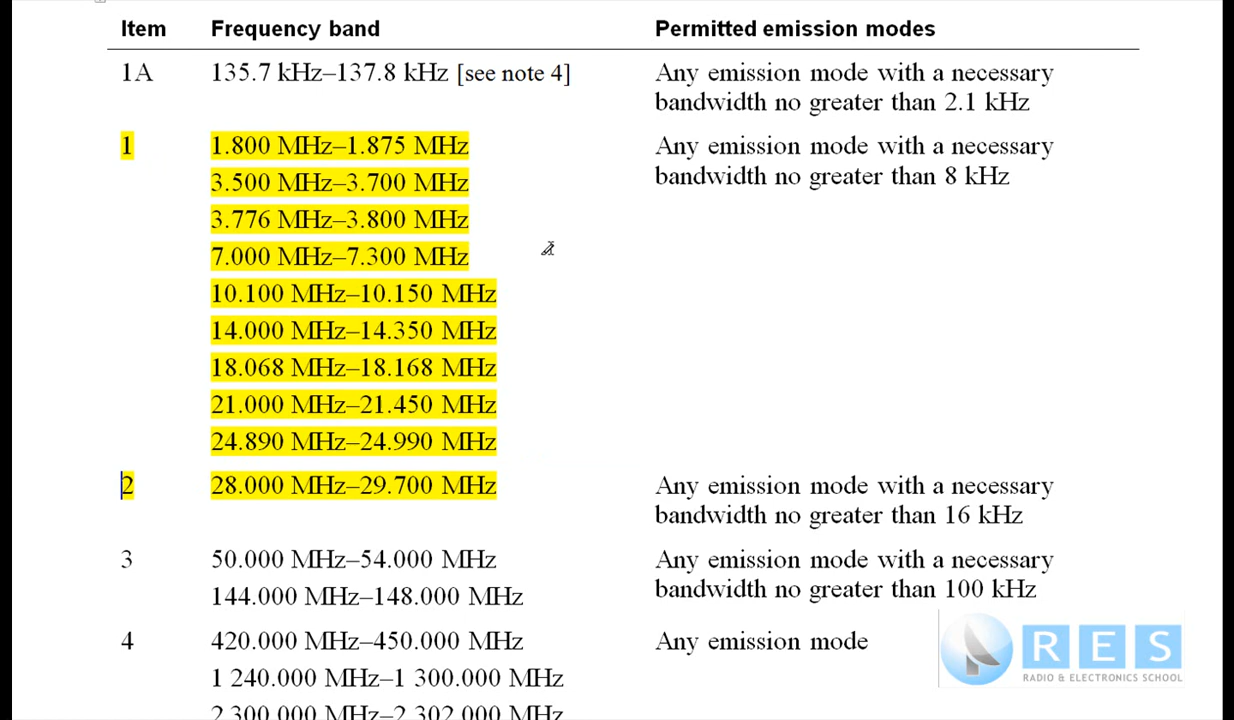 Item Frequency band Permitted emission modes
1A 135.7 kHz–137.8 kHz [see note 4] Any emission mode with a necessary
bandwidth no greater than 2.1 kHz
1 1.800 MHz–1.875 MHz Any emission mode with a necessary
bandwidth no greater than 8 kHz
3.500 MHz–3.700 MHz
3.776 MHz–3.800 MHz
7.000 MHz–7.300 MHz
10.100 MHz–10.150 MHz
14.000 MHz–14.350 MHz
18.068 MHz–18.168 MHz
21.000 MHz–21.450 MHz
24.890 MHz–24.990 MHz
2 28.000 MHz–29.700 MHz Any emission mode with a necessary
bandwidth no greater than 16 kHz
3 50.000 MHz–54.000 MHz Any emission mode with a necessary
bandwidth no greater than 100 kHz
144.000 MHz–148.000 MHz
4 420.000 MHz–450.000 MHz Any emission mode
1 240.000 MHz–1 300.000 MHz
2 300.000 MHz–2 302.000 MHz
RES
RADIO & ELECTRONICS SCHOOL